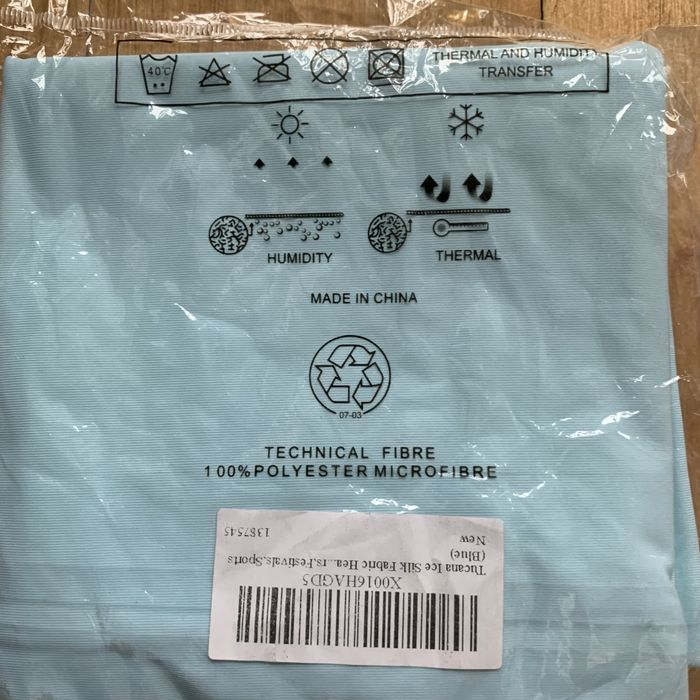 40°C
THERMAL AND HUMIDITY
TRANSFER
HUMIDITY
THERMAL
MADE IN CHINA
07-03
TECHNICAL FIBRE
100%POLYESTER MICROFIBRE
X0016HAGD5
Tucana Ice Silk Fabric Hea...rs,Festivals,Sports
(Blue)
New
1387545